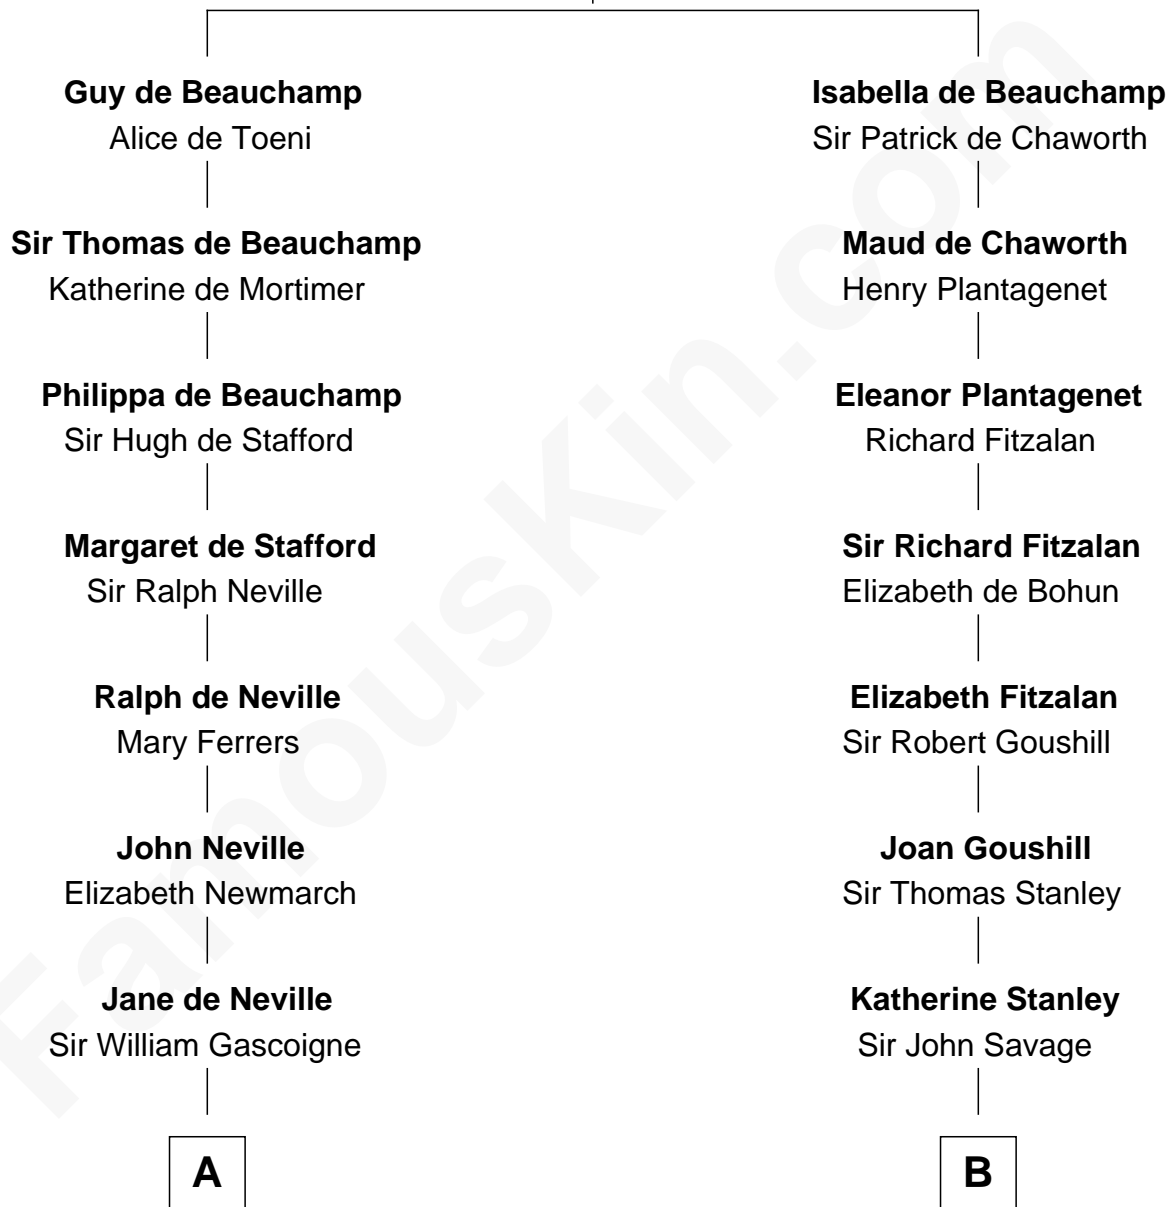 Guy de Beauchamp
Alice de Toeni
Isabella de Beauchamp
Sir Patrick de Chaworth
Sir Thomas de Beauchamp
Katherine de Mortimer
Maud de Chaworth
Henry Plantagenet
Philippa de Beauchamp
Sir Hugh de Stafford
Eleanor Plantagenet
Richard Fitzalan
Margaret de Stafford
Sir Ralph Neville
Sir Richard Fitzalan
Elizabeth de Bohun
Ralph de Neville
Mary Ferrers
Elizabeth Fitzalan
Sir Robert Goushill
John Neville
Elizabeth Newmarch
Joan Goushill
Sir Thomas Stanley
Jane de Neville
Sir William Gascoigne
Katherine Stanley
Sir John Savage
A
B
FamousKin.com